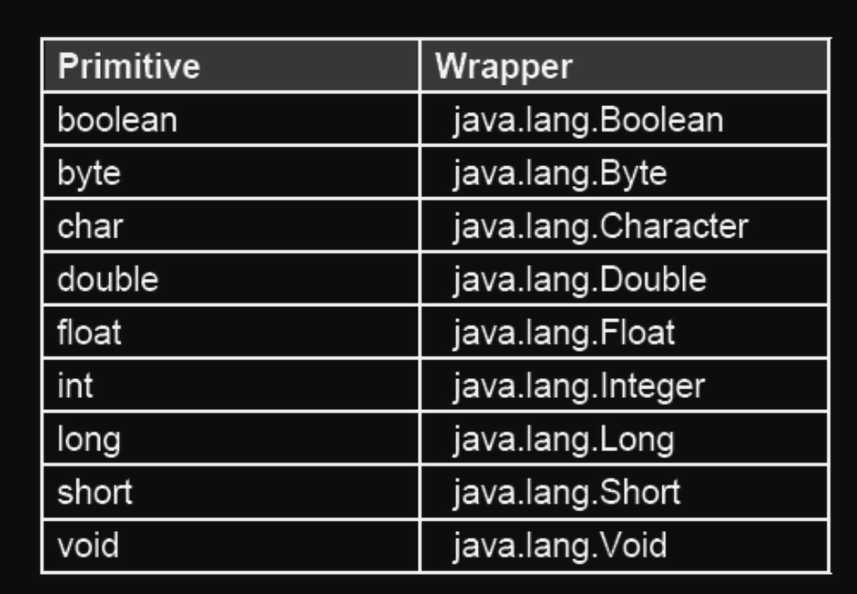 Primitive Wrapper
boolean java.lang.Boolean
byte java.lang.Byte
char java.lang.Character
double java.lang.Double
float java.lang.Float
int java.lang.Integer
long java.lang.Long
short java.lang.Short
void java.lang.Void